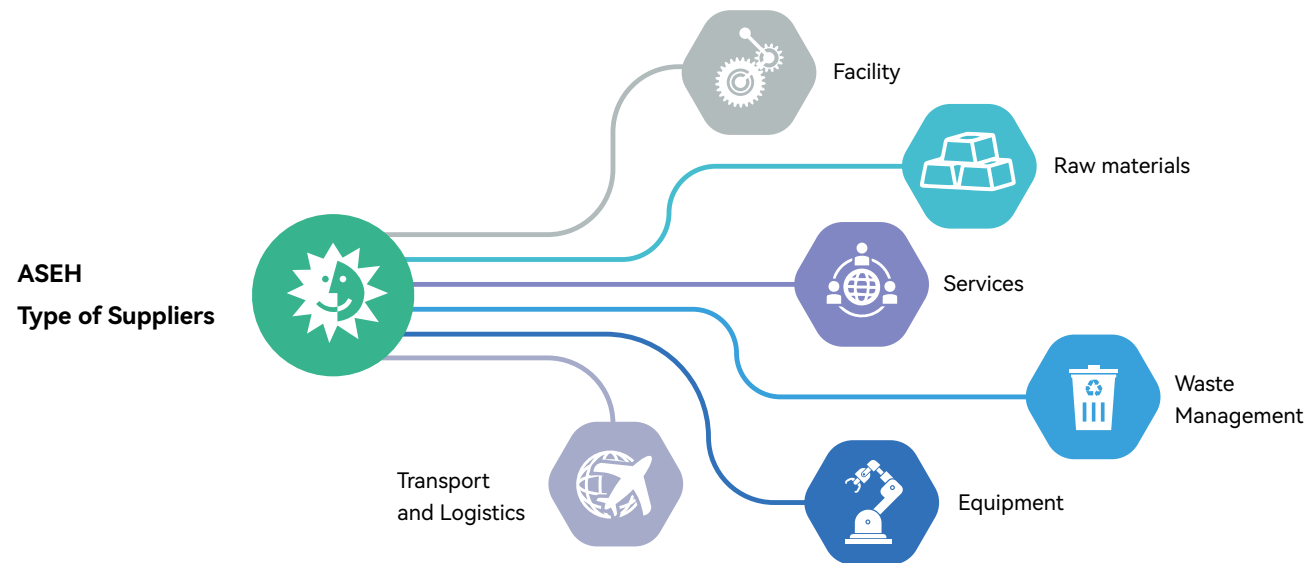 ASEH
Type of Suppliers
Facility
Raw materials
Services
Waste
Management
Equipment
Transport
and Logistics